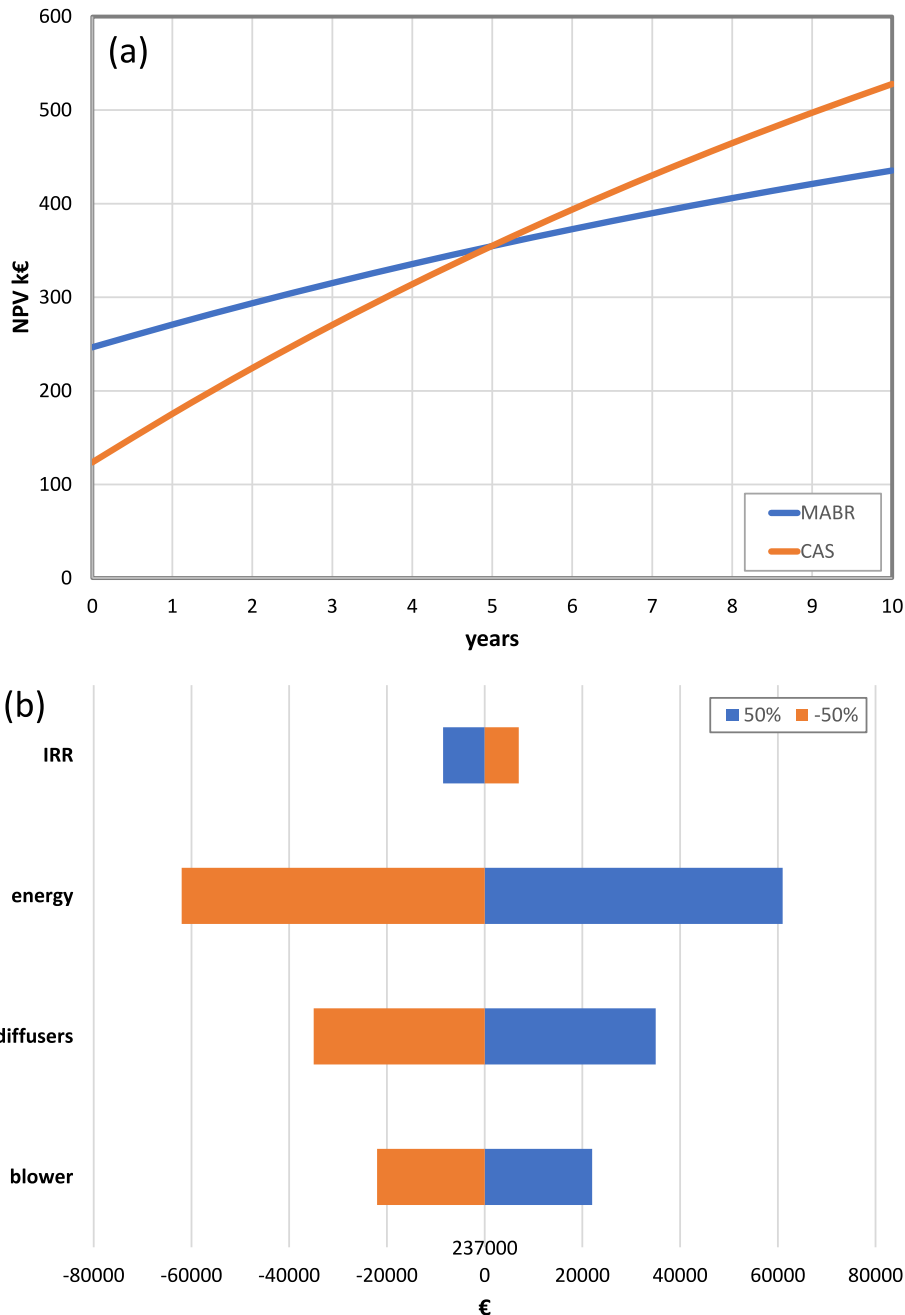 (a)
600
500
400
300
200
100
0
NPV k€
MABR
CAS
0 1 2 3 4 5 6 7 8 9 10
years
(b)
50% -50%
IRR
energy
diffusers
blower
237000
-80000 -60000 -40000 -20000 0 20000 40000 60000 80000
€